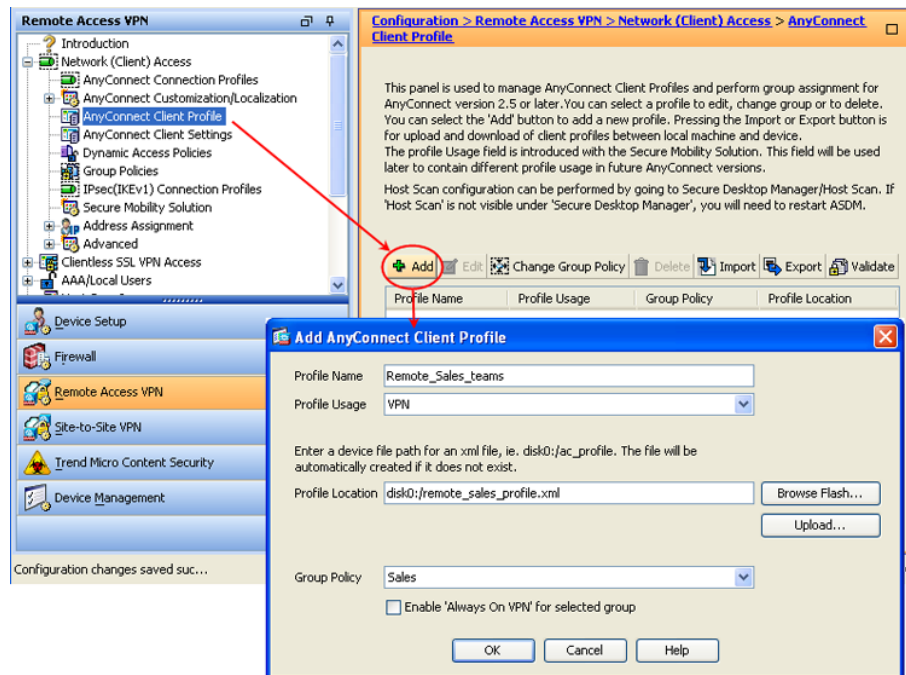 Remote Access VPN
Introduction
Network (Client) Access
AnyConnect Connection Profiles
AnyConnect Customization/Localization
AnyConnect Client Profile
AnyConnect Client Settings
Dynamic Access Policies
Group Policies
IPsec(IKEv1) Connection Profiles
Secure Mobility Solution
Address Assignment
Advanced
Clientless SSL VPN Access
AAA/Local Users
Device Setup
Firewall
Remote Access VPN
Site-to-Site VPN
Trend Micro Content Security
Device Management
Configuration changes saved suc...
Configuration > Remote Access VPN > Network (Client) Access > AnyConnect
Client Profile
This panel is used to manage AnyConnect Client Profiles and perform group assignment for
AnyConnect version 2.5 or later.You can select a profile to edit, change group or to delete.
You can select the 'Add' button to add a new profile. Pressing the Import or Export button is
for upload and download of client profiles between local machine and device.
The profile Usage field is introduced with the Secure Mobility Solution. This field will be used
later to contain different profile usage in future AnyConnect versions.
Host Scan configuration can be performed by going to Secure Desktop Manager/Host Scan. If
'Host Scan' is not visible under 'Secure Desktop Manager', you will need to restart ASDM.
Add Edit Change Group Policy Delete Import Export Validate
Profile Name Profile Usage Group Policy Profile Location
Add AnyConnect Client Profile
Profile Name Remote_Sales_teams
Profile Usage VPN
Enter a device file path for an xml file, ie. disk0:/ac_profile. The file will be
automatically created if it does not exist.
Profile Location disk0:/remote_sales_profile.xml Browse Flash...
Upload...
Group Policy Sales
Enable 'Always On VPN' for selected group
OK Cancel Help